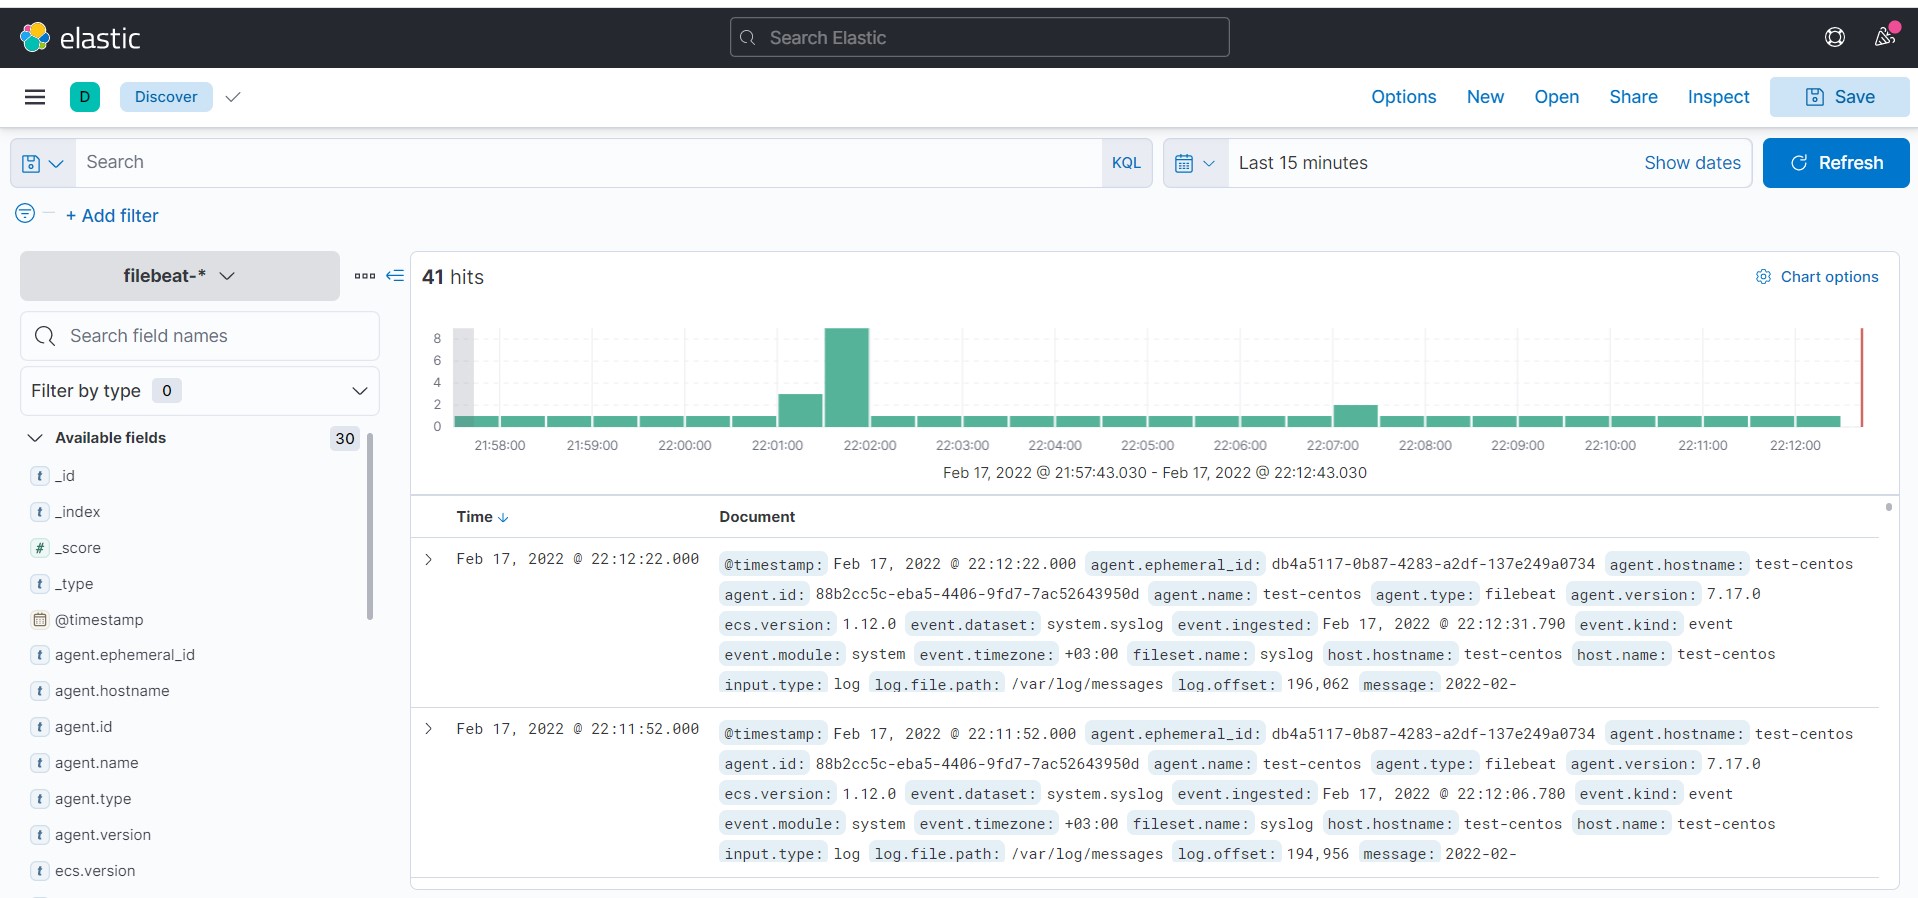 elastic
Search Elastic
D
Discover
Options
New
Open
Share
Inspect
Save
Search
KQL
Last 15 minutes
Show dates
Refresh
+ Add filter
filebeat-*
Search field names
Filter by type 0
Available fields 30
t _id
t _index
# _score
t _type
@timestamp
t agent.ephemeral_id
t agent.hostname
t agent.id
t agent.name
t agent.type
t agent.version
t ecs.version
41 hits
Chart options
8
6
4
2
0
21:58:00 21:59:00 22:00:00 22:01:00 22:02:00 22:03:00 22:04:00 22:05:00 22:06:00 22:07:00 22:08:00 22:09:00 22:10:00 22:11:00 22:12:00
Feb 17, 2022 @ 21:57:43.030 - Feb 17, 2022 @ 22:12:43.030
Time Document
Feb 17, 2022 @ 22:12:22.000
@timestamp: Feb 17, 2022 @ 22:12:22.000 agent.ephemeral_id: db4a5117-0b87-4283-a2df-137e249a0734 agent.hostname: test-centos
agent.id: 88b2cc5c-eba5-4406-9fd7-7ac52643950d agent.name: test-centos agent.type: filebeat agent.version: 7.17.0
ecs.version: 1.12.0 event.dataset: system.syslog event.ingested: Feb 17, 2022 @ 22:12:31.790 event.kind: event
event.module: system event.timezone: +03:00 fileset.name: syslog host.hostname: test-centos host.name: test-centos
input.type: log log.file.path: /var/log/messages log.offset: 196,062 message: 2022-02-
Feb 17, 2022 @ 22:11:52.000
@timestamp: Feb 17, 2022 @ 22:11:52.000 agent.ephemeral_id: db4a5117-0b87-4283-a2df-137e249a0734 agent.hostname: test-centos
agent.id: 88b2cc5c-eba5-4406-9fd7-7ac52643950d agent.name: test-centos agent.type: filebeat agent.version: 7.17.0
ecs.version: 1.12.0 event.dataset: system.syslog event.ingested: Feb 17, 2022 @ 22:12:06.780 event.kind: event
event.module: system event.timezone: +03:00 fileset.name: syslog host.hostname: test-centos host.name: test-centos
input.type: log log.file.path: /var/log/messages log.offset: 194,956 message: 2022-02-